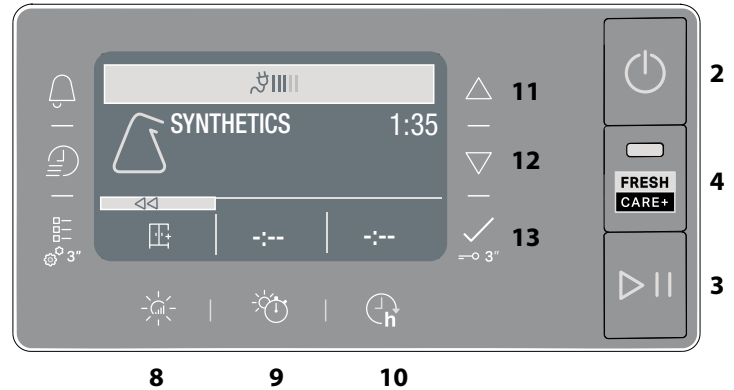 2
11
SYNTHETICS 1:35
FRESH
CARE+
4
12
-:-- -:--
3"
3"
13
3
h
8 9 10